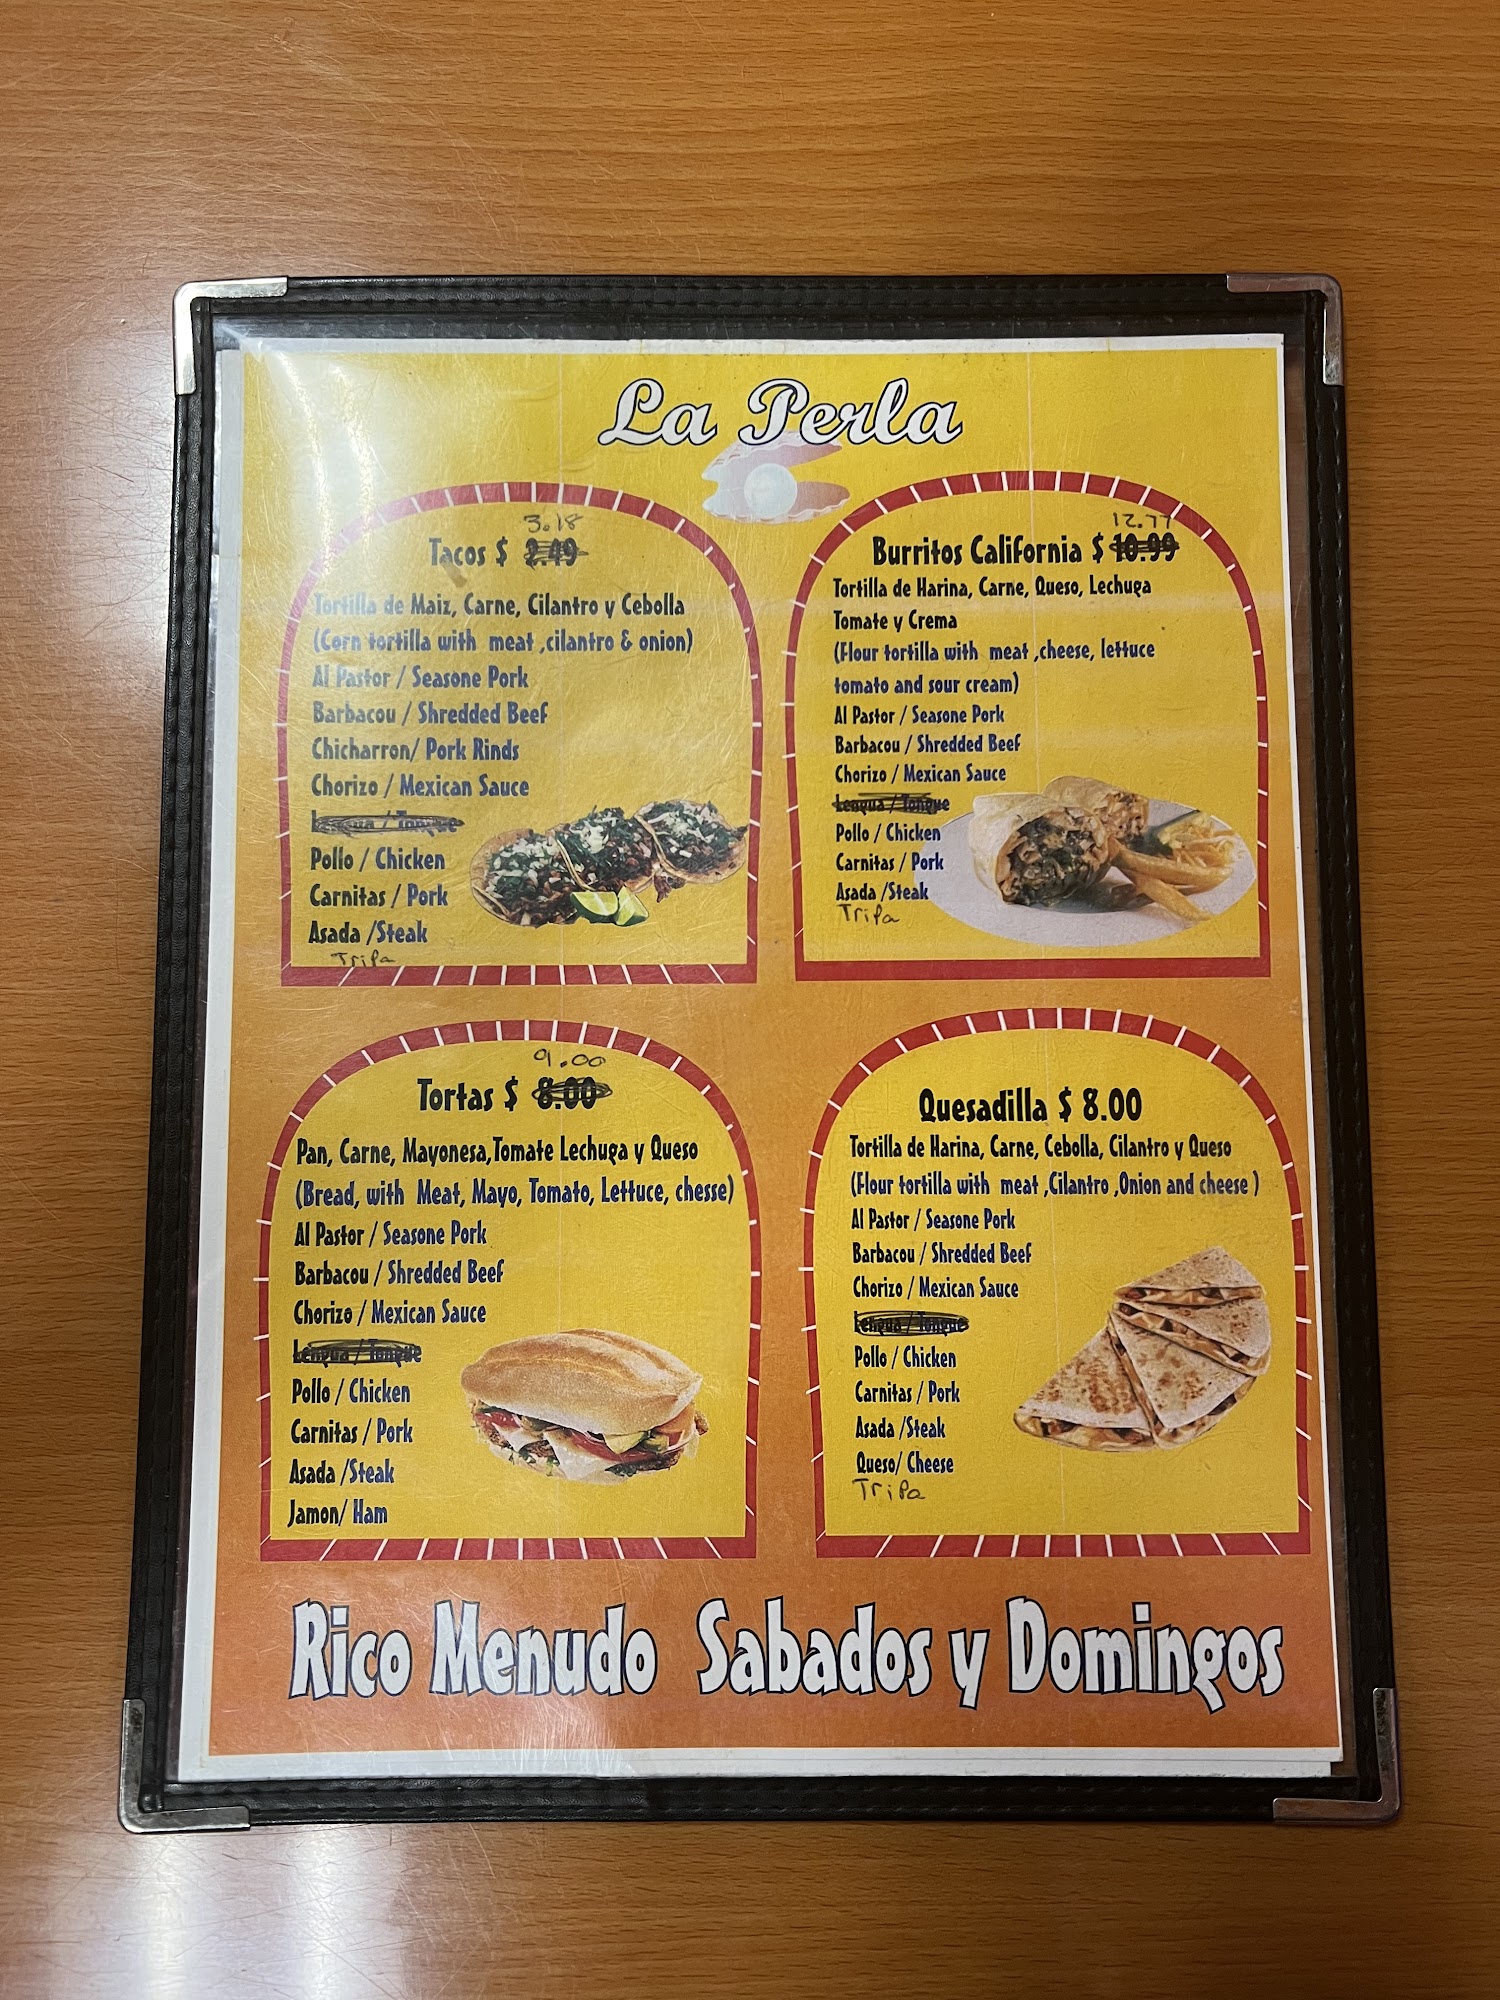 La Perla
3.18
Tacos $ 2.49
Tortilla de Maiz, Carne, Cilantro y Cebolla
(Corn tortilla with meat ,cilantro & onion)
Al Pastor / Seasone Pork
Barbacou / Shredded Beef
Chicharron/ Pork Rinds
Chorizo / Mexican Sauce
Lengua / Tongue
Pollo / Chicken
Carnitas / Pork
Asada /Steak
Tripa
12.77
Burritos California $ 10.99
Tortilla de Harina, Carne, Queso, Lechuga
Tomate y Crema
(Flour tortilla with meat ,cheese, lettuce
tomato and sour cream)
Al Pastor / Seasone Pork
Barbacou / Shredded Beef
Chorizo / Mexican Sauce
Lengua / Tongue
Pollo / Chicken
Carnitas / Pork
Asada /Steak
Tripa
9.00
Tortas $ 8.00
Pan, Carne, Mayonesa,Tomate Lechuga y Queso
(Bread, with Meat, Mayo, Tomato, Lettuce, chesse)
Al Pastor / Seasone Pork
Barbacou / Shredded Beef
Chorizo / Mexican Sauce
Lengua / Tongue
Pollo / Chicken
Carnitas / Pork
Asada /Steak
Jamon/ Ham
Quesadilla $ 8.00
Tortilla de Harina, Carne, Cebolla, Cilantro y Queso
(Flour tortilla with meat ,Cilantro ,Onion and cheese )
Al Pastor / Seasone Pork
Barbacou / Shredded Beef
Chorizo / Mexican Sauce
Lengua / Tongue
Pollo / Chicken
Carnitas / Pork
Asada /Steak
Queso/ Cheese
Tripa
Rico Menudo Sabados y Domingos